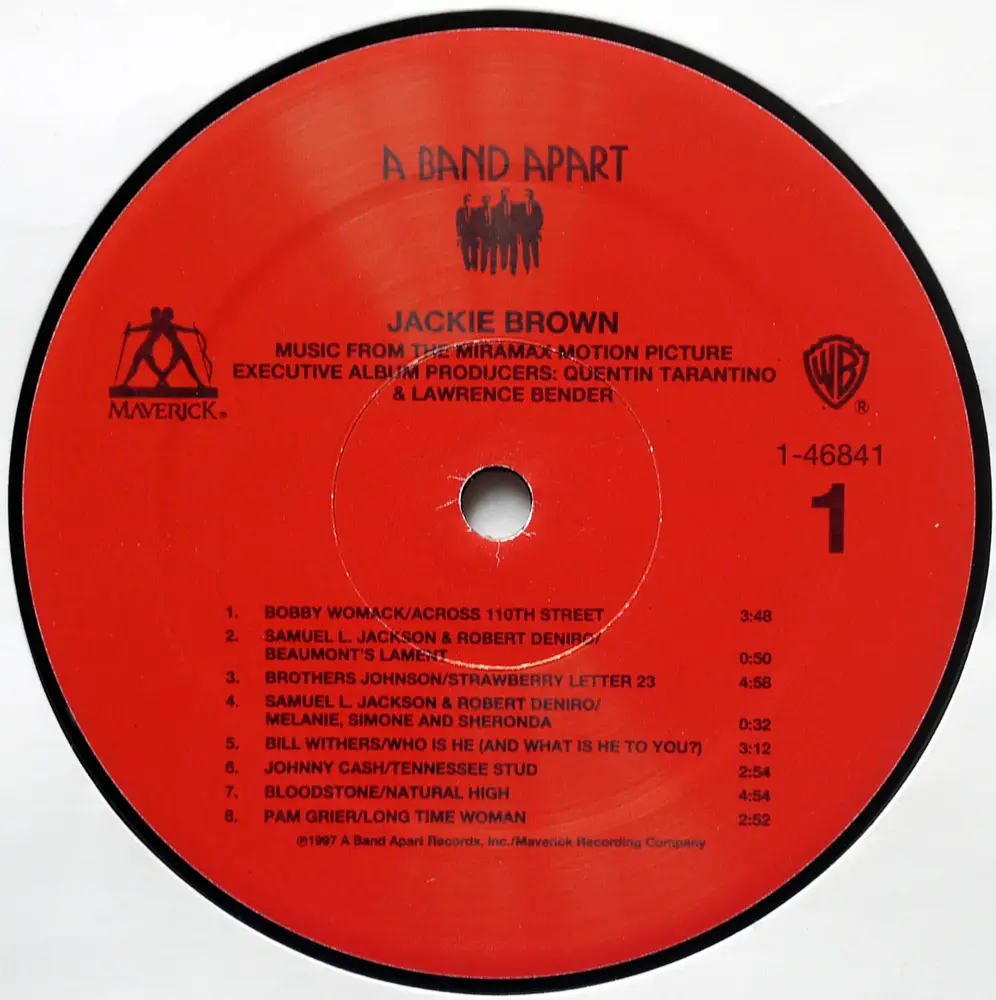 A BAND APART
JACKIE BROWN
MUSIC FROM THE MIRAMAX MOTION PICTURE
EXECUTIVE ALBUM PRODUCERS: QUENTIN TARANTINO
& LAWRENCE BENDER
MAVERICK®
WB ®
1-46841
1
1. BOBBY WOMACK/ACROSS 110TH STREET 3:48
2. SAMUEL L. JACKSON & ROBERT DENIRO/
BEAUMONT'S LAMENT 0:50
3. BROTHERS JOHNSON/STRAWBERRY LETTER 23 4:58
4. SAMUEL L. JACKSON & ROBERT DENIRO/
MELANIE, SIMONE AND SHERONDA 0:32
5. BILL WITHERS/WHO IS HE (AND WHAT IS HE TO YOU?) 3:12
6. JOHNNY CASH/TENNESSEE STUD 2:54
7. BLOODSTONE/NATURAL HIGH 4:54
8. PAM GRIER/LONG TIME WOMAN 2:52
℗1997 A Band Apart Records, Inc./Maverick Recording Company